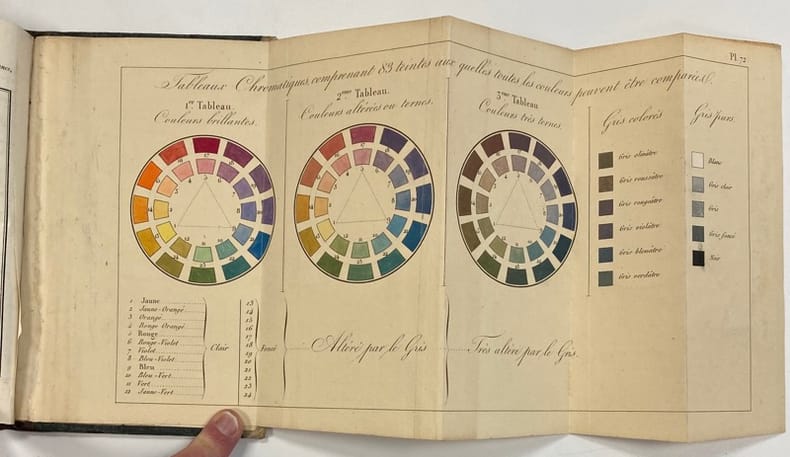 Pl. 72
Tableaux Chromatiques, comprenant 83 teintes aux quelles toutes les couleurs peuvent être comparées.
1er. Tableau.
Couleurs brillantes.
2ème Tableau.
Couleurs altérées ou ternes.
3ème Tableau
Couleurs très ternes.
Gris colorés
Gris olivâtre
Gris roussâtre
Gris rougeâtre
Gris violâtre
Gris bleuâtre
Gris verdâtre
Gris purs.
Blanc
Gris clair
Gris
Gris foncé
Noir
1 Jaune
2 Jaune-Orangé
3 Orangé
4 Rouge Orangé
5 Rouge
6 Rouge-Violet
7 Violet
8 Bleu-Violet
9 Bleu
10 Bleu-Vert
11 Vert
12 Jaune-Vert
Clair
13
14
15
16
17
18
19
20
21
22
23
24
Foncé
Altéré par le Gris
Très altéré par le Gris.